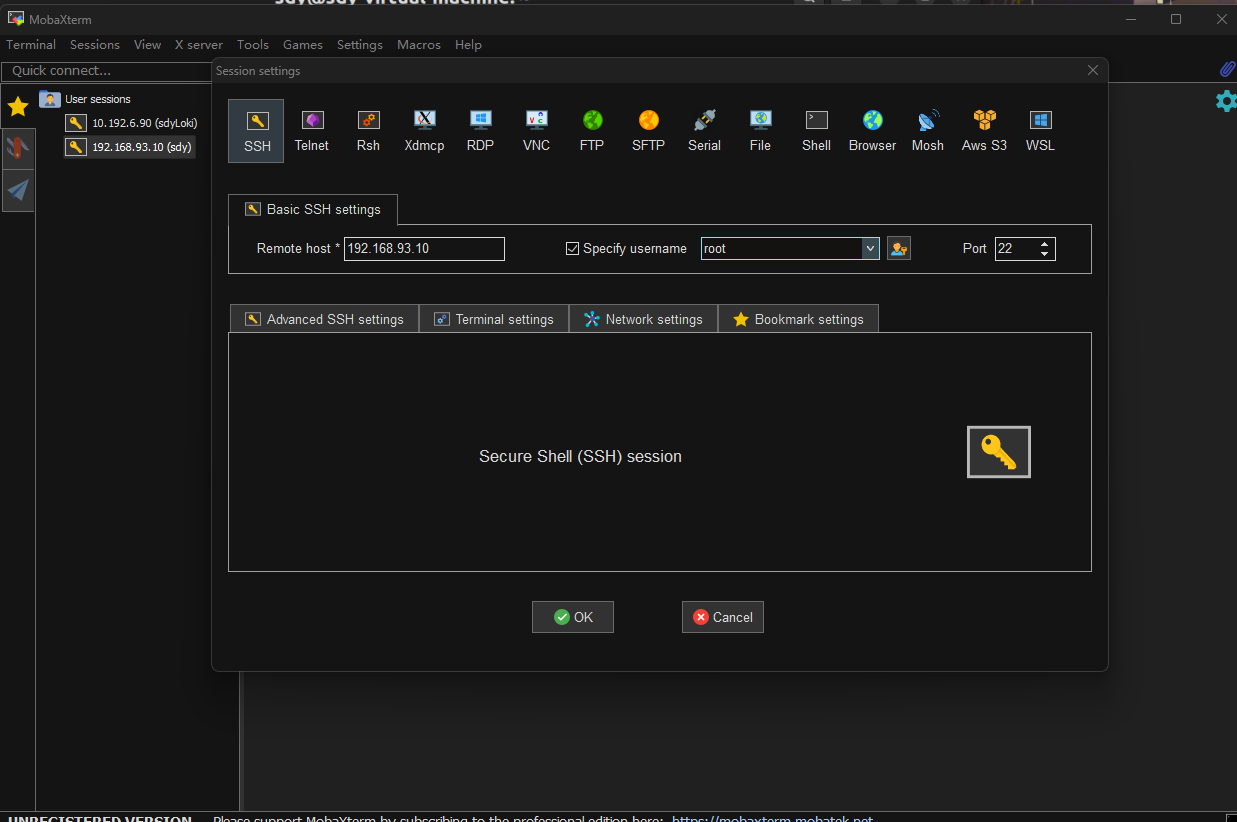 sdy@sdy-virtual-machine:~
MobaXterm
Terminal Sessions View X server Tools Games Settings Macros Help
Quick connect...
Session settings
User sessions
10.192.6.90 (sdyLoki)
192.168.93.10 (sdy)
SSH Telnet Rsh Xdmcp RDP VNC FTP SFTP Serial File Shell Browser Mosh Aws S3 WSL
Basic SSH settings
Remote host * 192.168.93.10 Specify username root Port 22
Advanced SSH settings Terminal settings Network settings Bookmark settings
Secure Shell (SSH) session
OK Cancel
UNREGISTERED VERSION - Please support MobaXterm by subscribing to the professional edition here: https://mobaxterm.mobatek.net